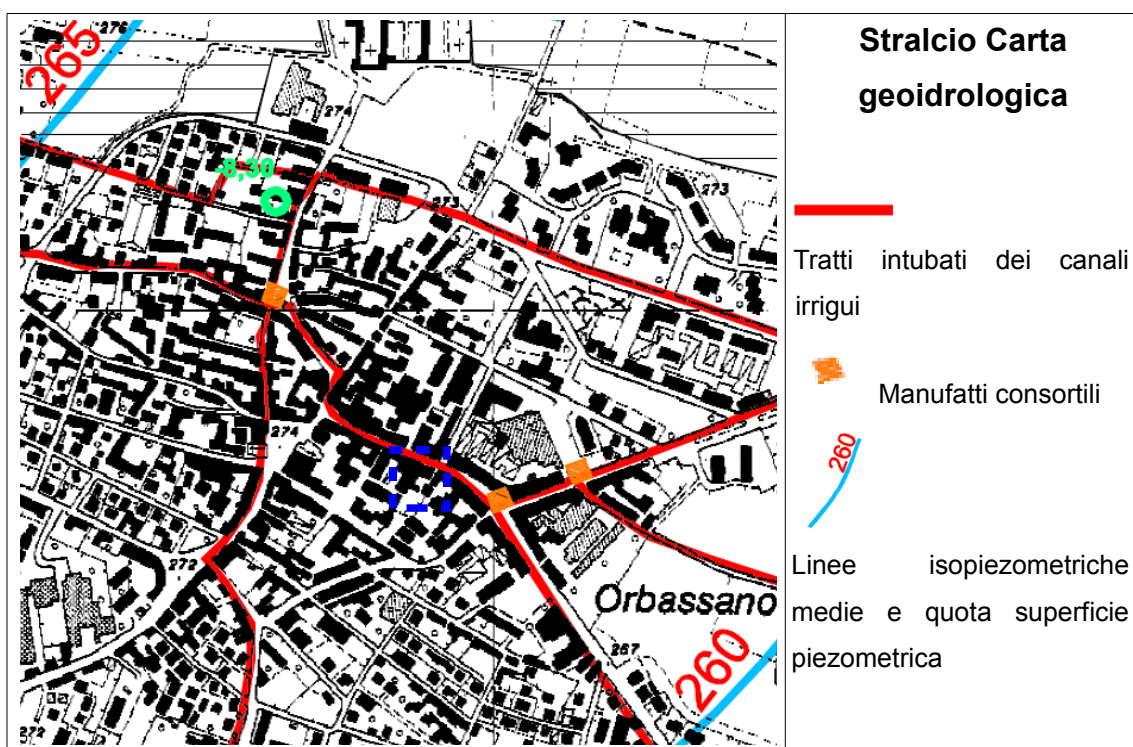 Stralcio Carta
geoidrologica
276
265
274
-8,30
273
273
Tratti intubati dei canali
irrigui
Manufatti consortili
274
260
272
Orbassano
Linee isopiezometriche
medie e quota superficie
piezometrica
267
260
272